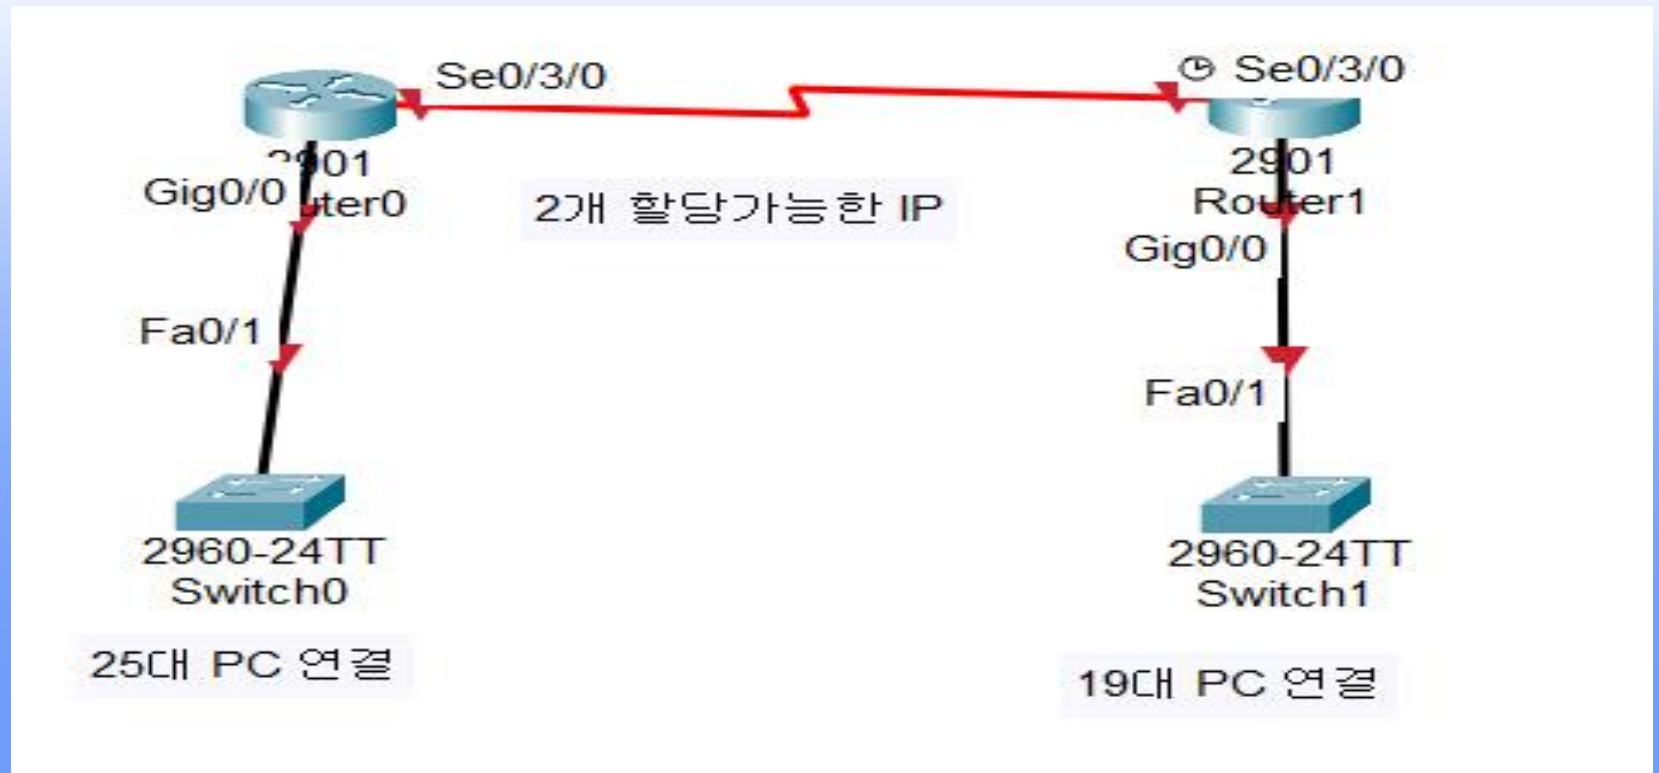 Se0/3/0
Se0/3/0
2901
Gig0/0
uter0
2개 할당가능한 IP
2901
Router1
Gig0/0
Fa0/1
Fa0/1
2960-24TT
Switch0
2960-24TT
Switch1
25대 PC 연결
19대 PC 연결